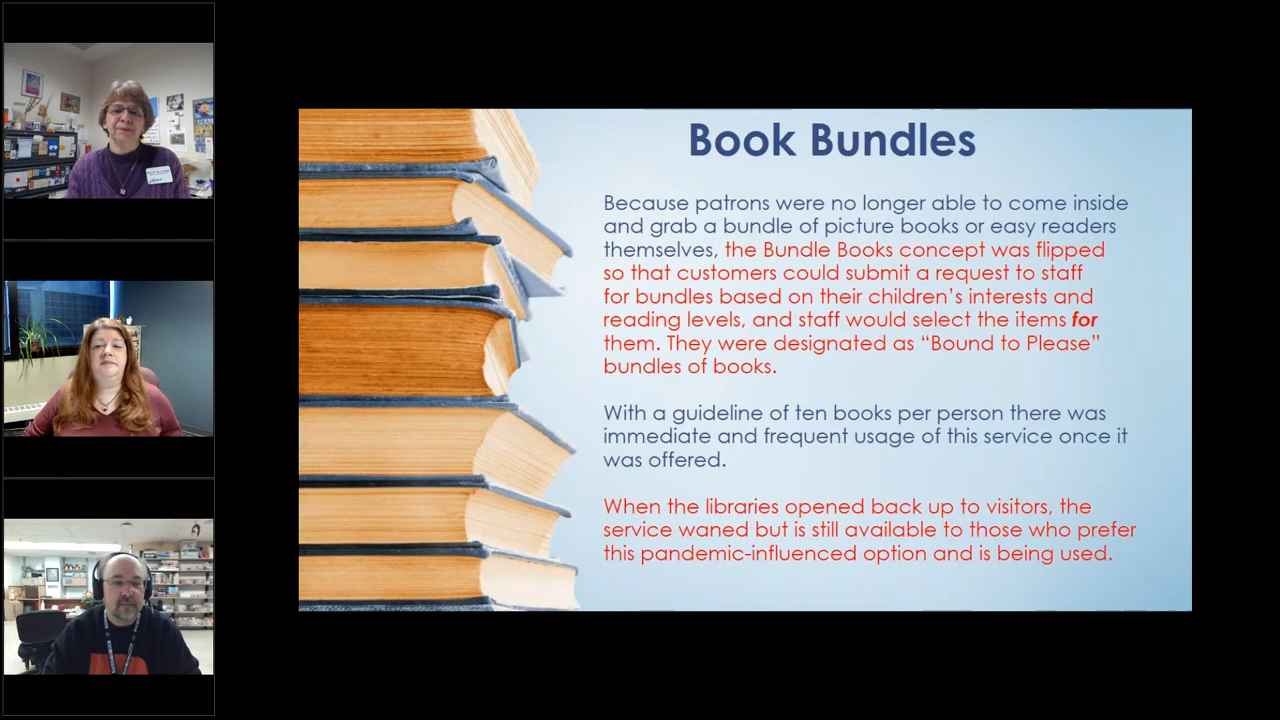 Book Bundles
Because patrons were no longer able to come inside
and grab a bundle of picture books or easy readers
themselves, the Bundle Books concept was flipped
so that customers could submit a request to staff
for bundles based on their children’s interests and
reading levels, and staff would select the items for
them. They were designated as “Bound to Please”
bundles of books.
With a guideline of ten books per person there was
immediate and frequent usage of this service once it
was offered.
When the libraries opened back up to visitors, the
service waned but is still available to those who prefer
this pandemic-influenced option and is being used.